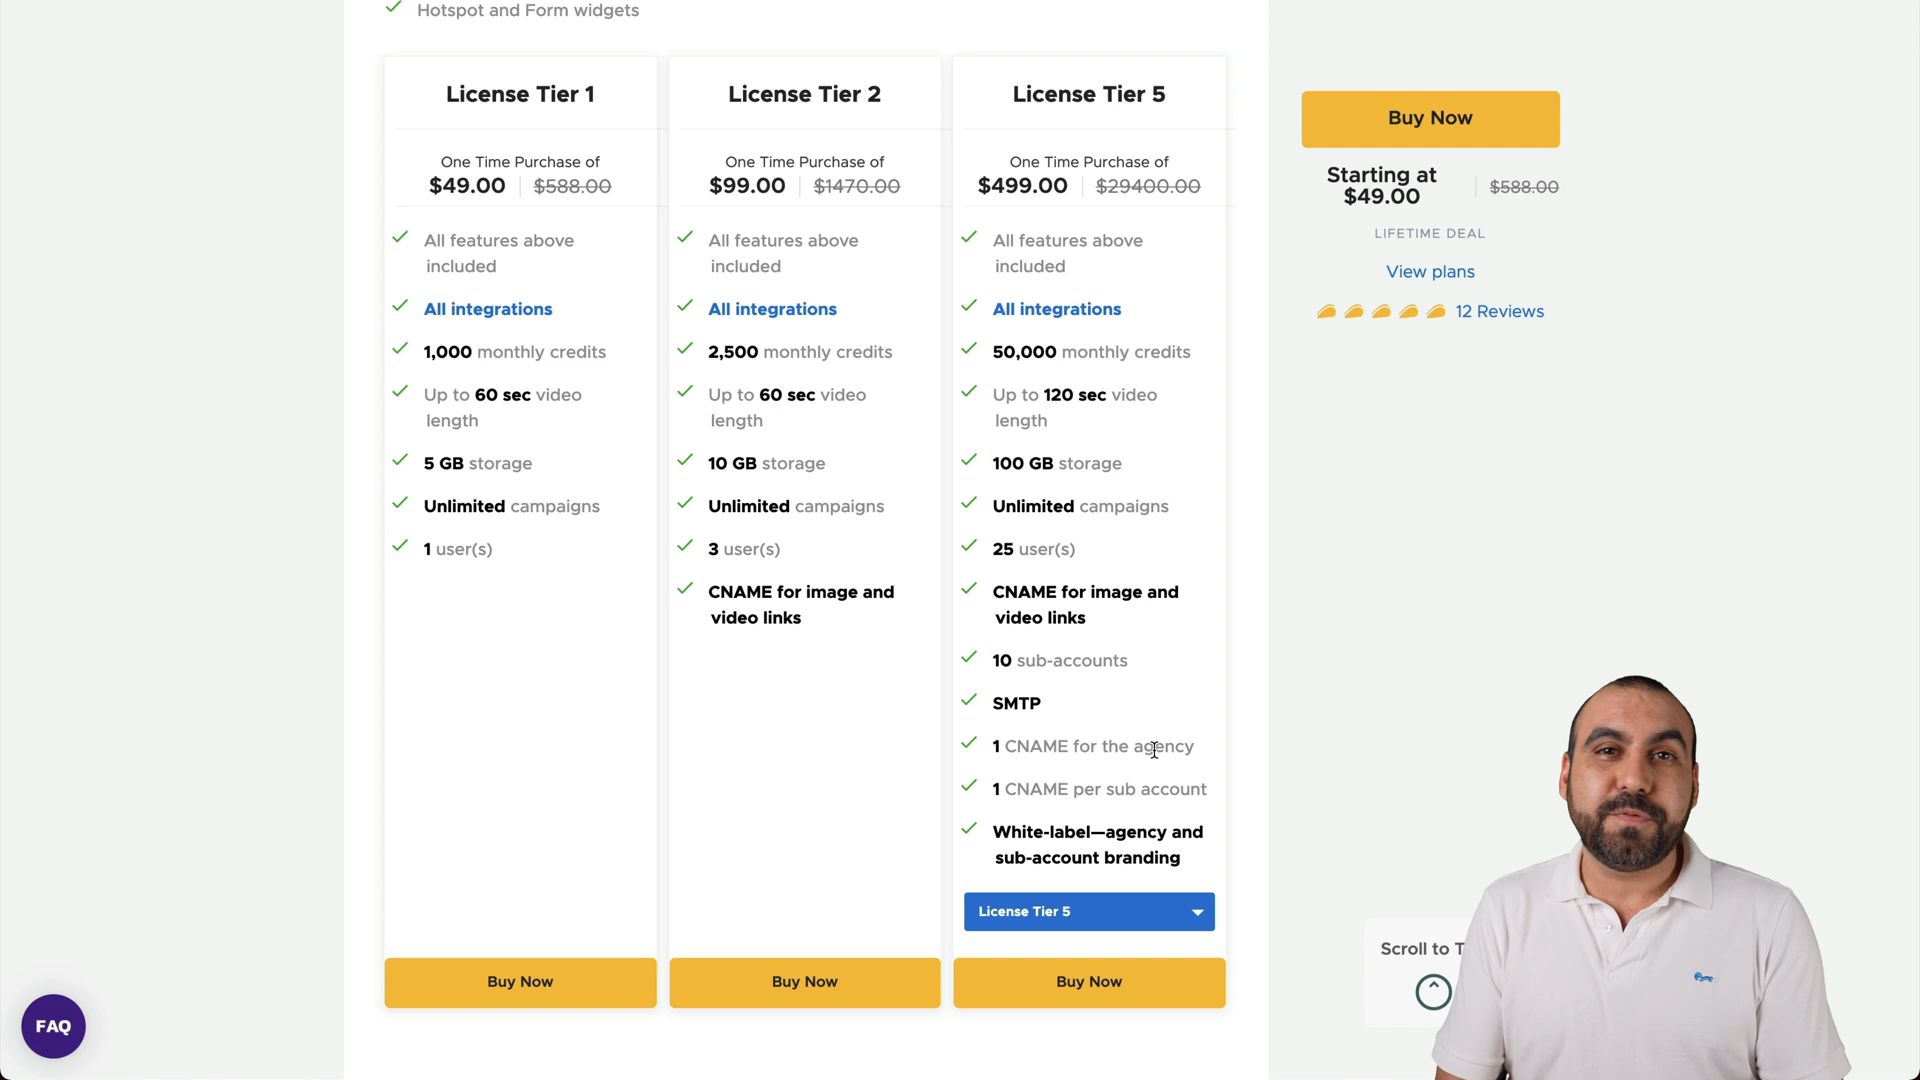 Hotspot and Form widgets
License Tier 1
One Time Purchase of
$49.00 $588.00
All features above
included
All integrations
1,000 monthly credits
Up to 60 sec video
length
5 GB storage
Unlimited campaigns
1 user(s)
Buy Now
License Tier 2
One Time Purchase of
$99.00 $1470.00
All features above
included
All integrations
2,500 monthly credits
Up to 60 sec video
length
10 GB storage
Unlimited campaigns
3 user(s)
CNAME for image and
video links
Buy Now
License Tier 5
One Time Purchase of
$499.00 $29400.00
All features above
included
All integrations
50,000 monthly credits
Up to 120 sec video
length
100 GB storage
Unlimited campaigns
25 user(s)
CNAME for image and
video links
10 sub-accounts
SMTP
1 CNAME for the agency
1 CNAME per sub account
White-label—agency and
sub-account branding
License Tier 5
Buy Now
Buy Now
Starting at
$49.00
$588.00
LIFETIME DEAL
View plans
12 Reviews
Scroll to T
FAQ